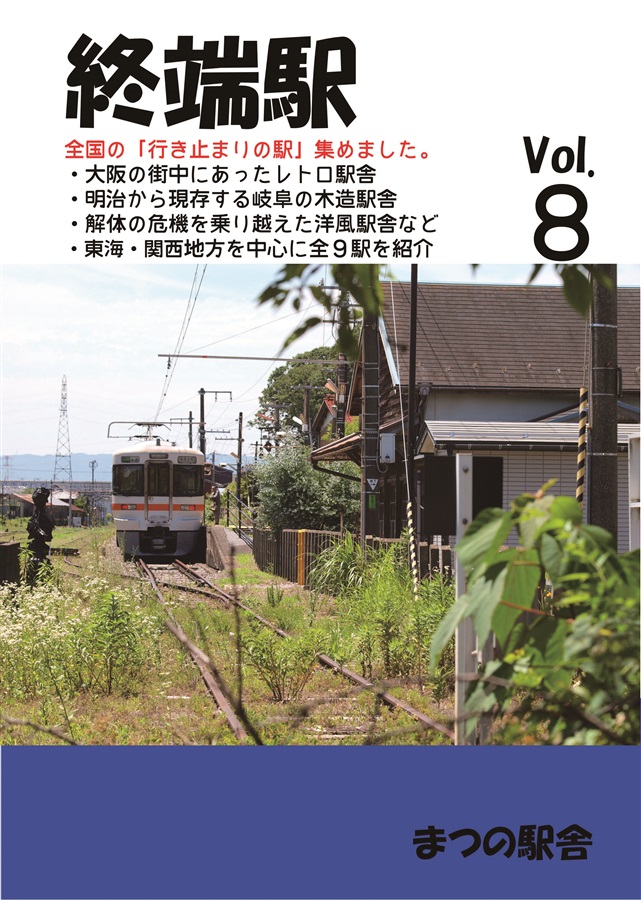 終端駅
全国の「行き止まりの駅」集めました。
・大阪の街中にあったレトロ駅舎
・明治から現存する岐阜の木造駅舎
・解体の危機を乗り越えた洋風駅舎など
・東海・関西地方を中心に全９駅を紹介
Vol.
8
まつの駅舎